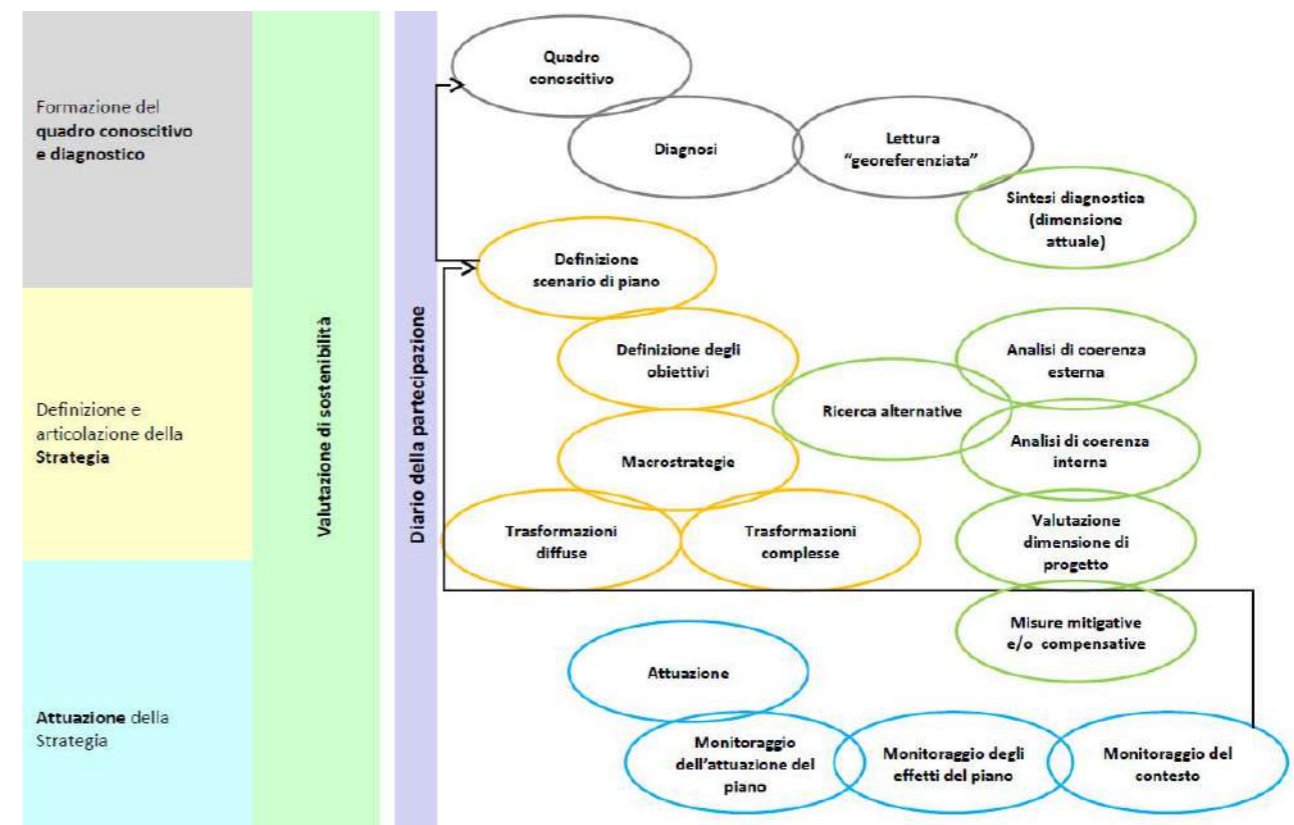 Formazione del
quadro conoscitivo
e diagnostico
Definizione e
articolazione della
Strategia
Attuazione della
Strategia
Valutazione di sostenibilità
Diario della partecipazione
Quadro
conoscitivo
Diagnosi
Lettura
“georeferenziata”
Sintesi diagnostica
(dimensione
attuale)
Definizione
scenario di piano
Definizione degli
obiettivi
Analisi di coerenza
esterna
Ricerca alternative
Macrostrategie
Analisi di coerenza
interna
Trasformazioni
diffuse
Trasformazioni
complesse
Valutazione
dimensione di
progetto
Misure mitigative
e/o compensative
Attuazione
Monitoraggio
dell’attuazione del
piano
Monitoraggio degli
effetti del piano
Monitoraggio del
contesto